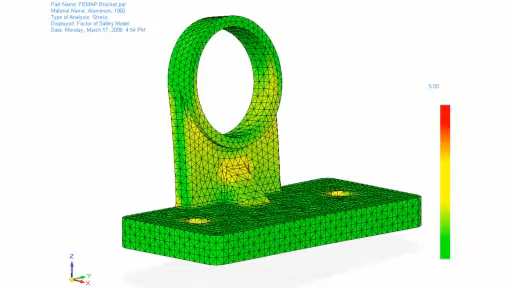 Part Name: FEMAP Bracket.par
Material Name: Aluminum, 1060
Type of Analysis: Stress
Displayed: Factor of Safety Model
Date: Monday, March 17, 2008 4:54 PM
5.00
Z
Y
X